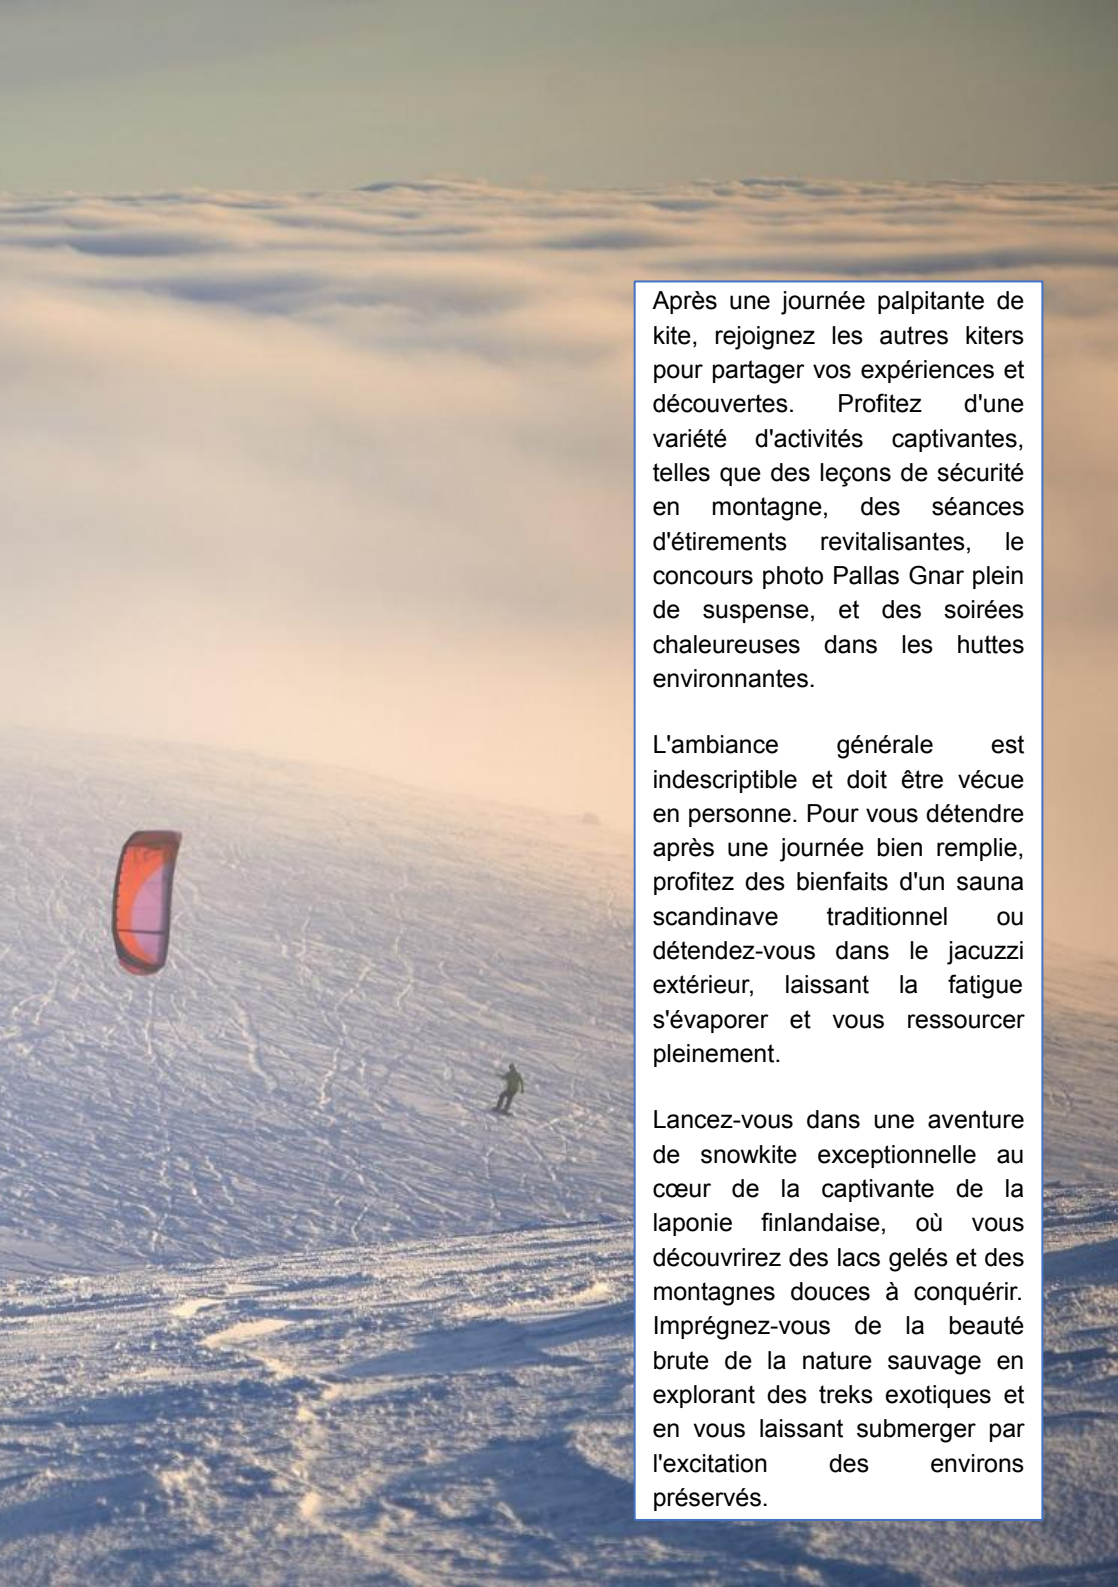 Après une journée palpitante de
kite, rejoignez les autres kiters
pour partager vos expériences et
découvertes. Profitez d'une
variété d'activités captivantes,
telles que des leçons de sécurité
en montagne, des séances
d'étirements revitalisantes, le
concours photo Pallas Gnar plein
de suspense, et des soirées
chaleureuses dans les huttes
environnantes.
L'ambiance générale est
indescriptible et doit être vécue
en personne. Pour vous détendre
après une journée bien remplie,
profitez des bienfaits d'un sauna
scandinave traditionnel ou
détendez-vous dans le jacuzzi
extérieur, laissant la fatigue
s'évaporer et vous ressourcer
pleinement.
Lancez-vous dans une aventure
de snowkite exceptionnelle au
cœur de la captivante de la
laponie finlandaise, où vous
découvrirez des lacs gelés et des
montagnes douces à conquérir.
Imprégnez-vous de la beauté
brute de la nature sauvage en
explorant des treks exotiques et
en vous laissant submerger par
l'excitation des environs
préservés.